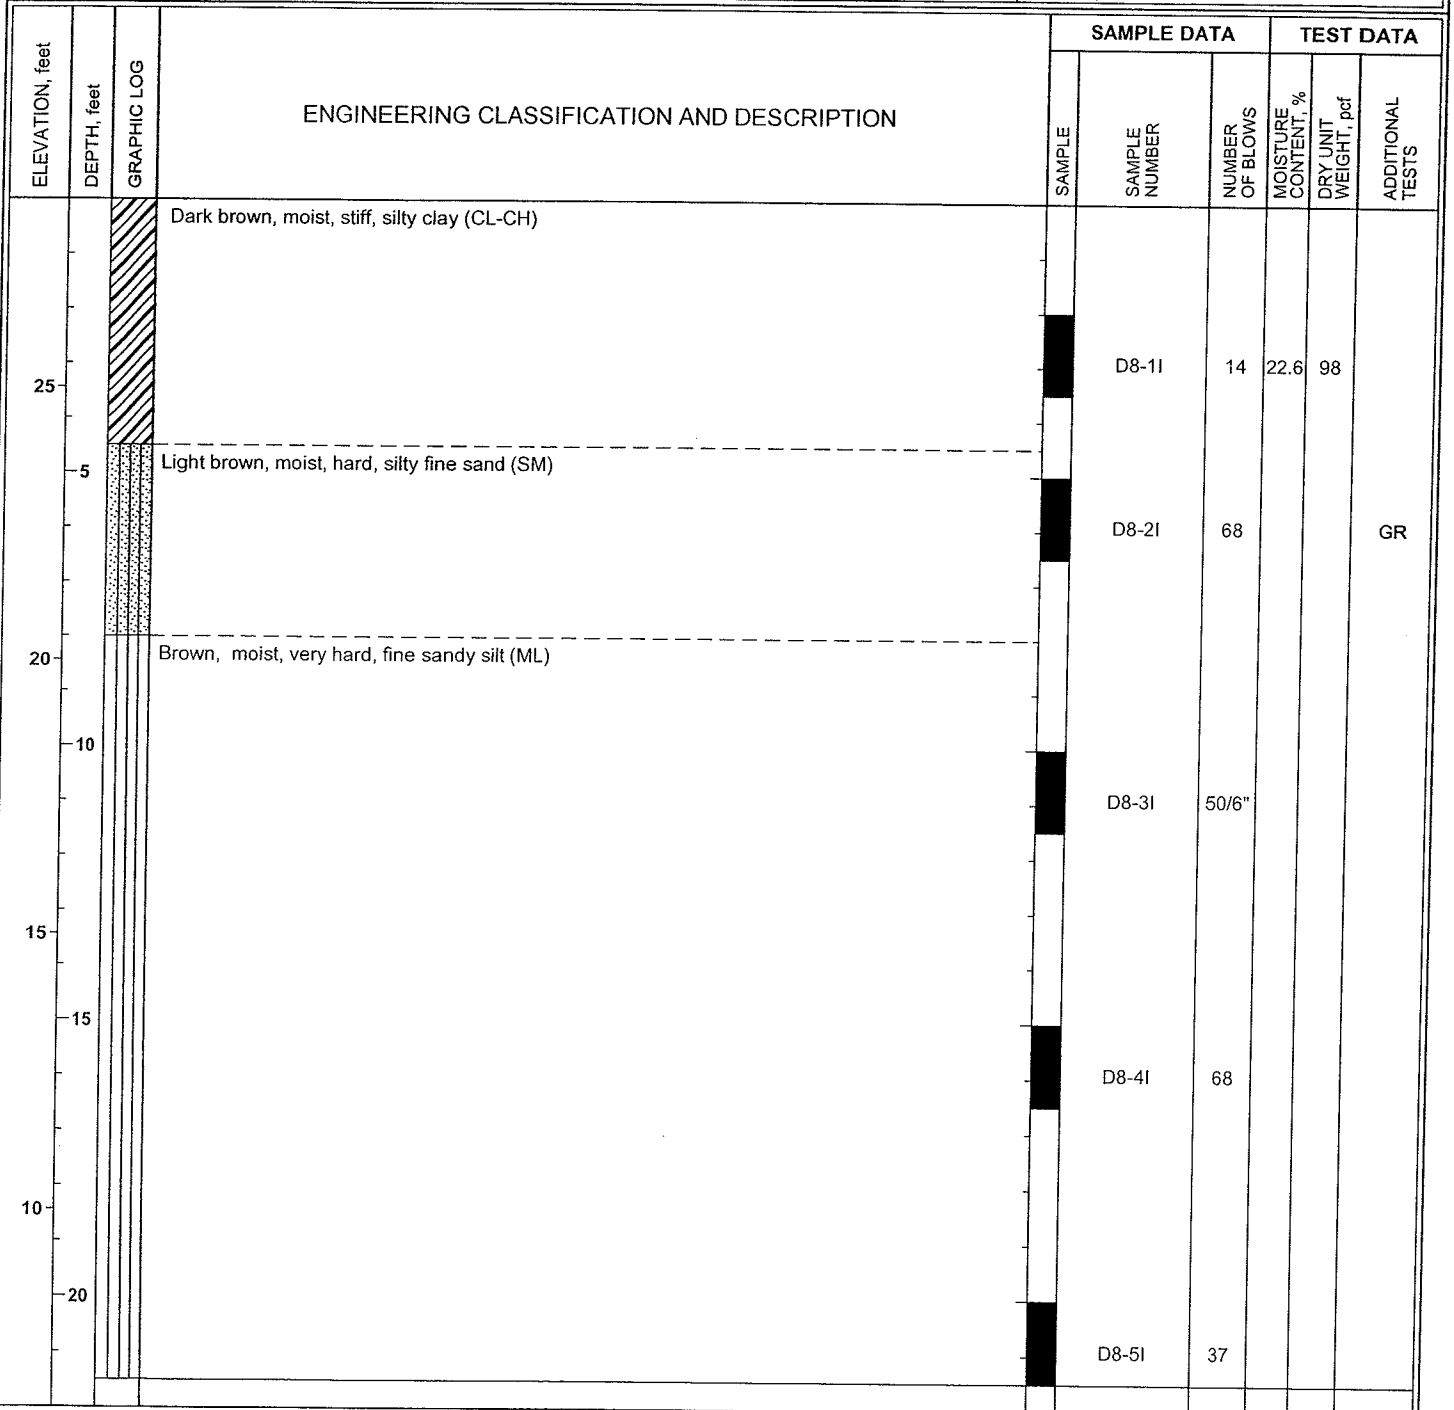 SAMPLE DATA
TEST DATA
ELEVATION, feet
DEPTH, feet
GRAPHIC LOG
ENGINEERING CLASSIFICATION AND DESCRIPTION
SAMPLE
SAMPLE
NUMBER
NUMBER
OF BLOWS
MOISTURE
CONTENT, %
DRY UNIT
WEIGHT, pcf
ADDITIONAL
TESTS
Dark brown, moist, stiff, silty clay (CL-CH)
D8-1I 14 22.6 98
25
Light brown, moist, hard, silty fine sand (SM)
5
D8-2I 68 GR
Brown, moist, very hard, fine sandy silt (ML)
20
10
D8-3I 50/6"
15
15
D8-4I 68
10
20
D8-5I 37